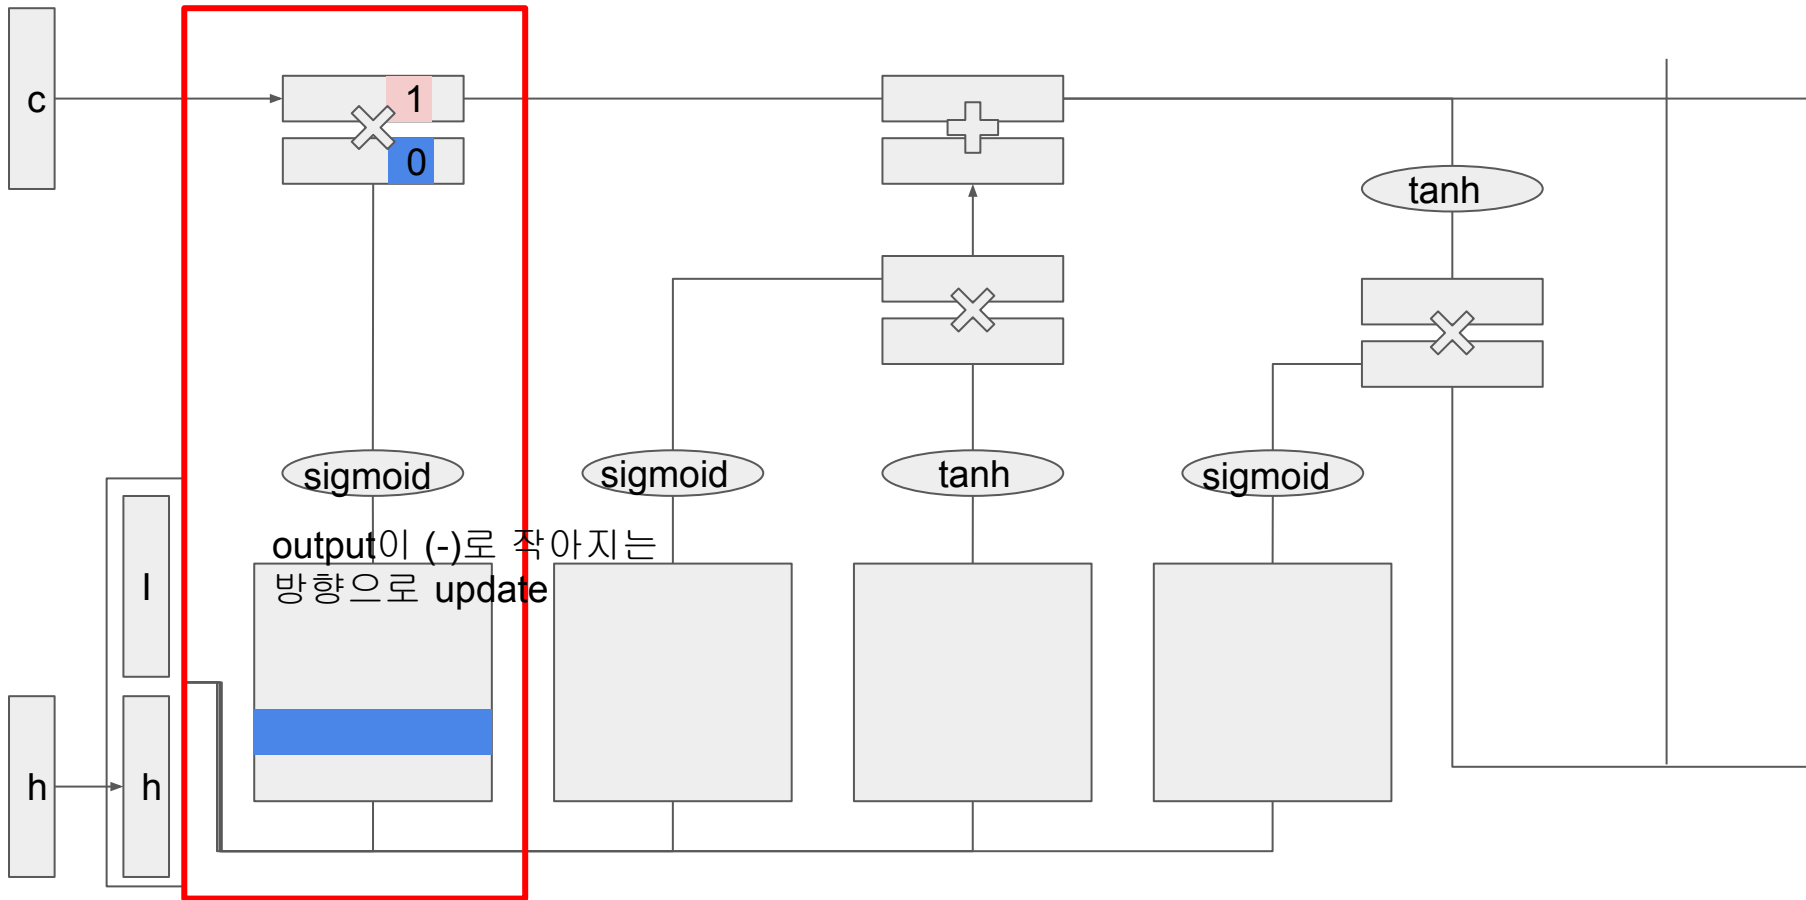 c
1
0
tanh
sigmoid
sigmoid
tanh
sigmoid
output이 (-)로 작아지는
방향으로 update
I
h
h